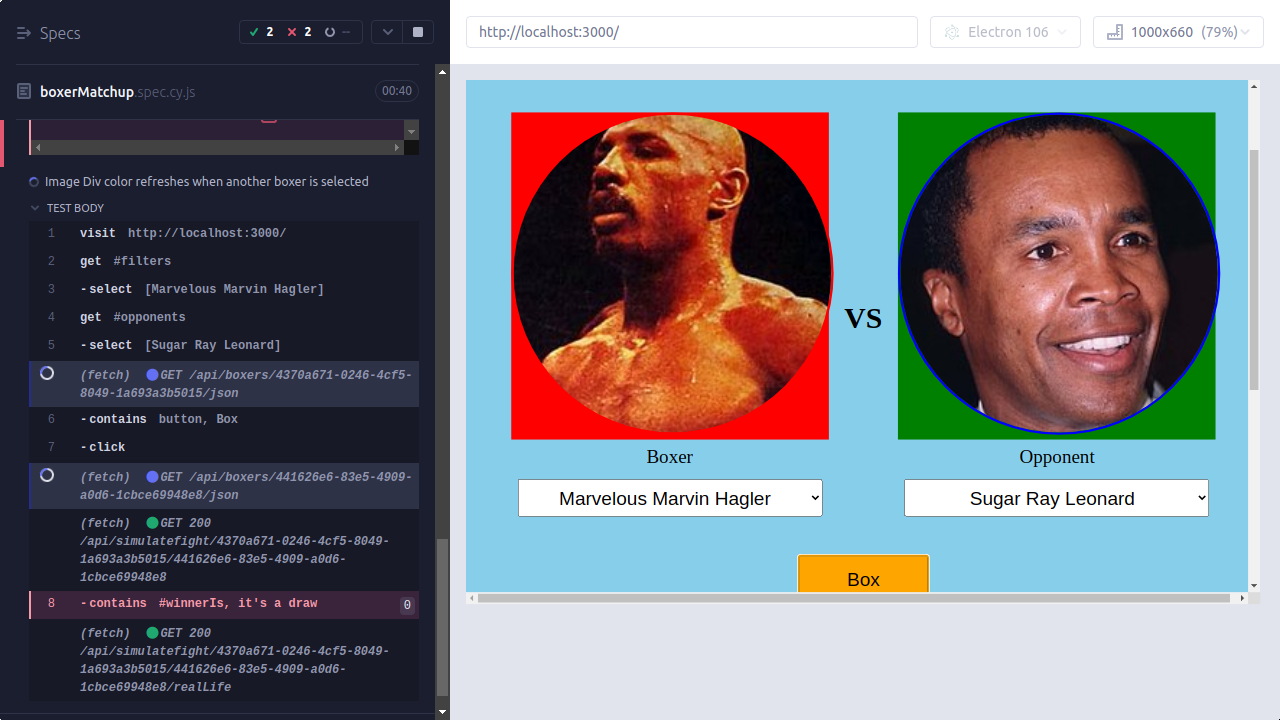 Specs
2
2
--
http://localhost:3000/
Electron 106
1000x660 (79%)
boxerMatchup.spec.cy.js
00:40
Image Div color refreshes when another boxer is selected
TEST BODY
1 visit http://localhost:3000/
2 get #filters
3 -select [Marvelous Marvin Hagler]
4 get #opponents
5 -select [Sugar Ray Leonard]
(fetch) GET /api/boxers/4370a671-0246-4cf5-
8049-1a693a3b5015/json
6 -contains button, Box
7 -click
(fetch) GET /api/boxers/441626e6-83e5-4909-
a0d6-1cbce69948e8/json
(fetch) GET 200
/api/simulatefight/4370a671-0246-4cf5-8049-
1a693a3b5015/441626e6-83e5-4909-a0d6-
1cbce69948e8
8 -contains #winnerIs, it's a draw 0
(fetch) GET 200
/api/simulatefight/4370a671-0246-4cf5-8049-
1a693a3b5015/441626e6-83e5-4909-a0d6-
1cbce69948e8/realLife
VS
Boxer
Opponent
Marvelous Marvin Hagler
Sugar Ray Leonard
Box